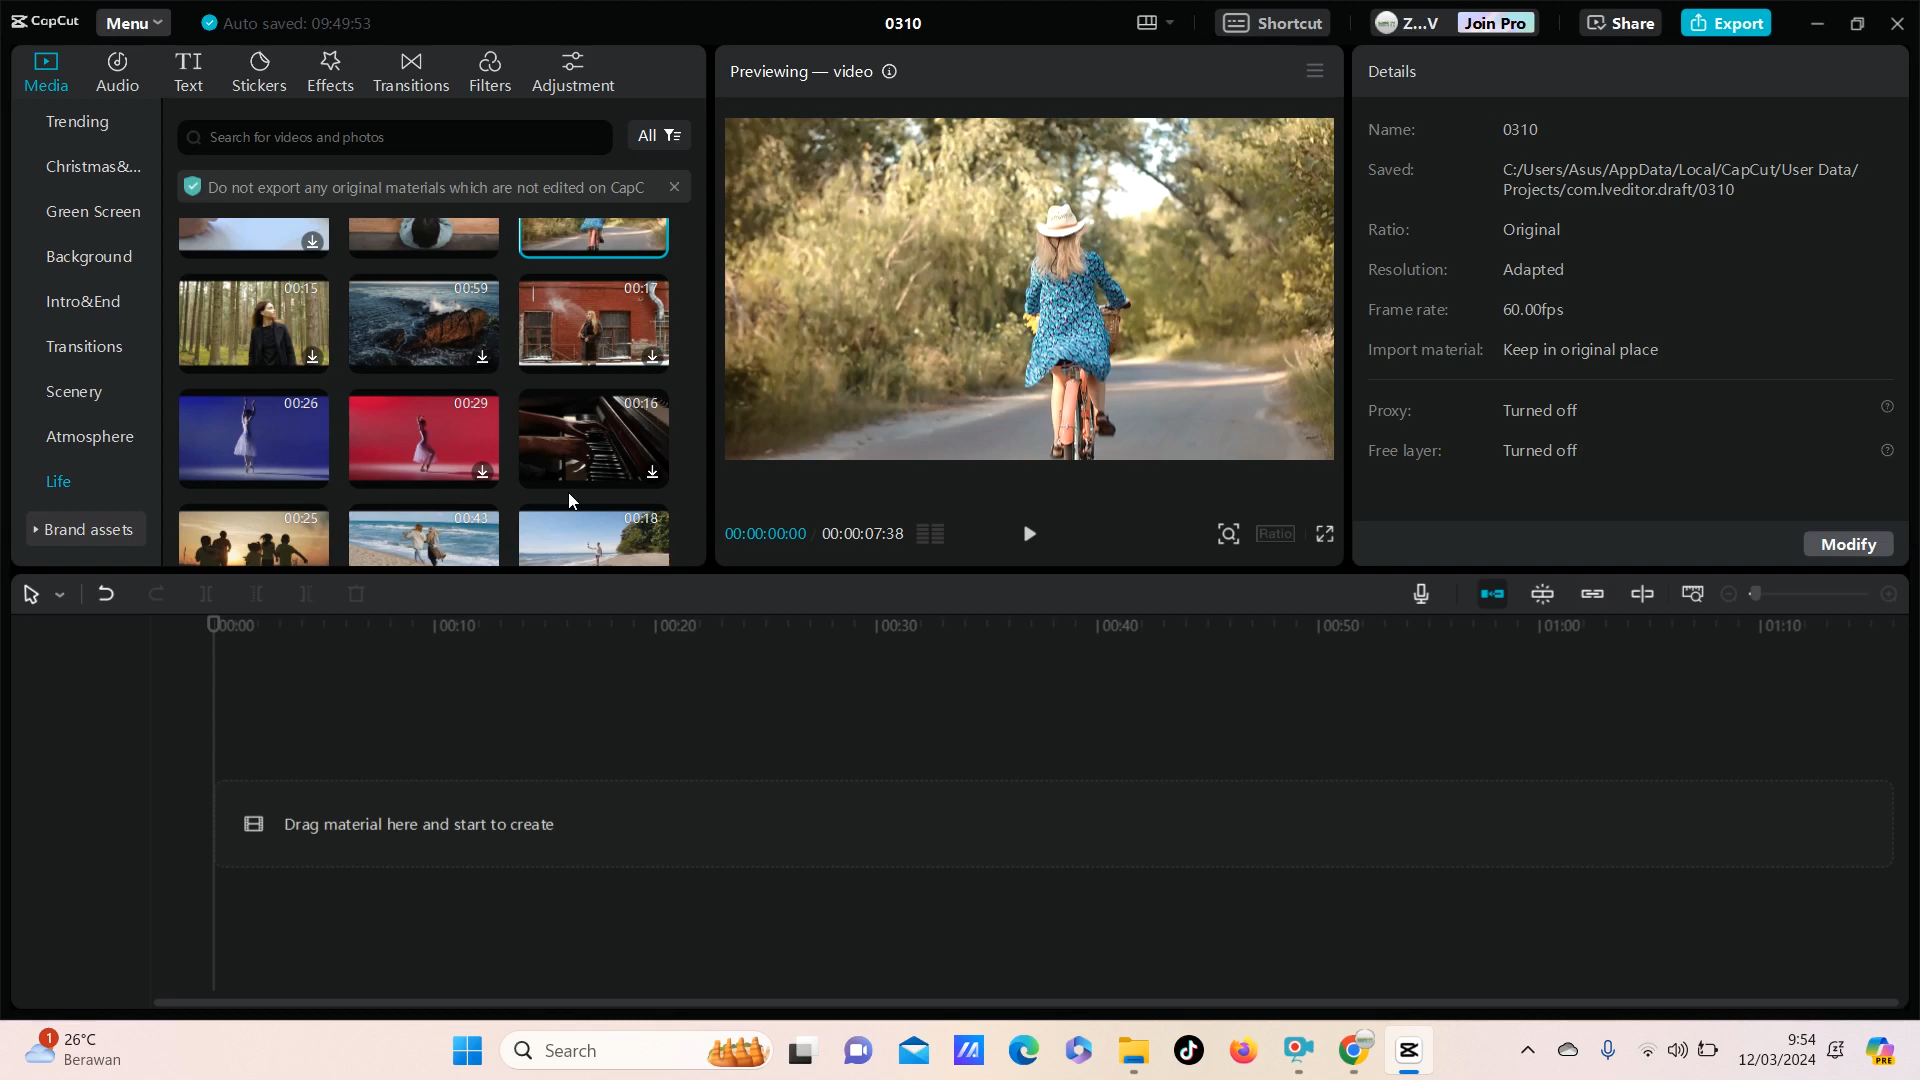 CapCut
Menu
Auto saved: 09:49:53
0310
Shortcut
Z...V
Join Pro
Share
Export
Media
Audio
Text
Stickers
Effects
Transitions
Filters
Adjustment
Trending
Christmas&...
Green Screen
Background
Intro&End
Transitions
Scenery
Atmosphere
Life
Brand assets
Search for videos and photos
All
Do not export any original materials which are not edited on CapC
00:15
00:59
00:17
00:26
00:29
00:16
00:25
00:43
00:18
Previewing — video
00:00:00:00 / 00:00:07:38
Ratio
Details
Name: 0310
Saved: C:/Users/Asus/AppData/Local/CapCut/User Data/
Projects/com.lveditor.draft/0310
Ratio: Original
Resolution: Adapted
Frame rate: 60.00fps
Import material: Keep in original place
Proxy: Turned off
Free layer: Turned off
Modify
00:00
00:10
00:20
00:30
00:40
00:50
01:00
01:10
Drag material here and start to create
1
26°C
Berawan
Search
9:54
12/03/2024
PRE